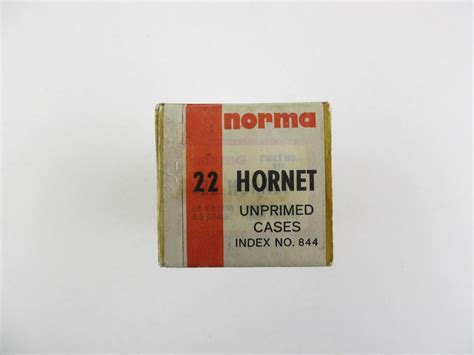 norma
22 HORNET
UNPRIMED
CASES
INDEX NO. 844